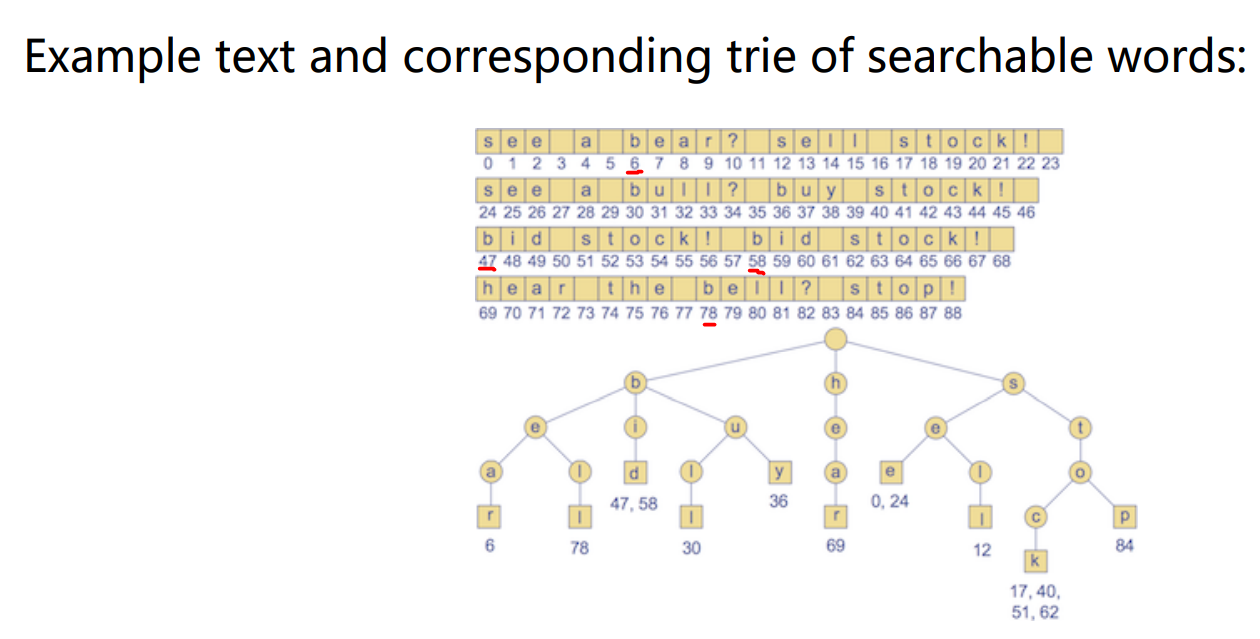 Example text and corresponding trie of searchable words:
s e e a b e a r ? s e l l s t o c k !
0 1 2 3 4 5 6 7 8 9 10 11 12 13 14 15 16 17 18 19 20 21 22 23
s e e a b u l l ? b u y s t o c k !
24 25 26 27 28 29 30 31 32 33 34 35 36 37 38 39 40 41 42 43 44 45 46
b i d s t o c k ! b i d s t o c k !
47 48 49 50 51 52 53 54 55 56 57 58 59 60 61 62 63 64 65 66 67 68
h e a r t h e b e l l ? s t o p !
69 70 71 72 73 74 75 76 77 78 79 80 81 82 83 84 85 86 87 88
b h s
e i u e e t
a l d l y a e l o
47, 58 36 0, 24
r l l r l c p
6 78 30 69 12 84
k
17, 40,
51, 62